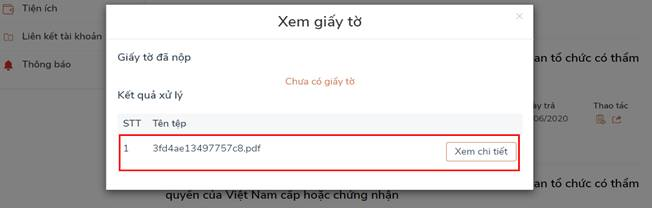 Tiện ích
Liên kết tài khoản
Thông báo
Xem giấy tờ
×
Giấy tờ đã nộp
Chưa có giấy tờ
Kết quả xử lý
STT Tên tệp
1 3fd4ae13497757c8.pdf Xem chi tiết
an tổ chức có thẩm
ày trả Thao tác
06/2020
an tổ chức có thẩm
quyền của Việt Nam cấp hoặc chứng nhận